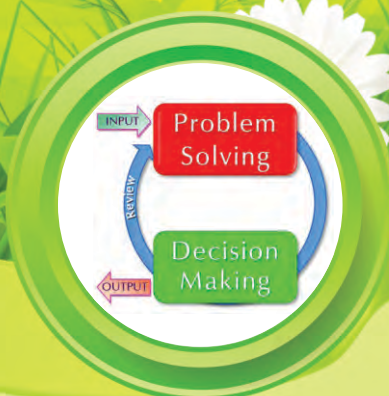 INPUT
Problem
Solving
Review
Decision
Making
OUTPUT